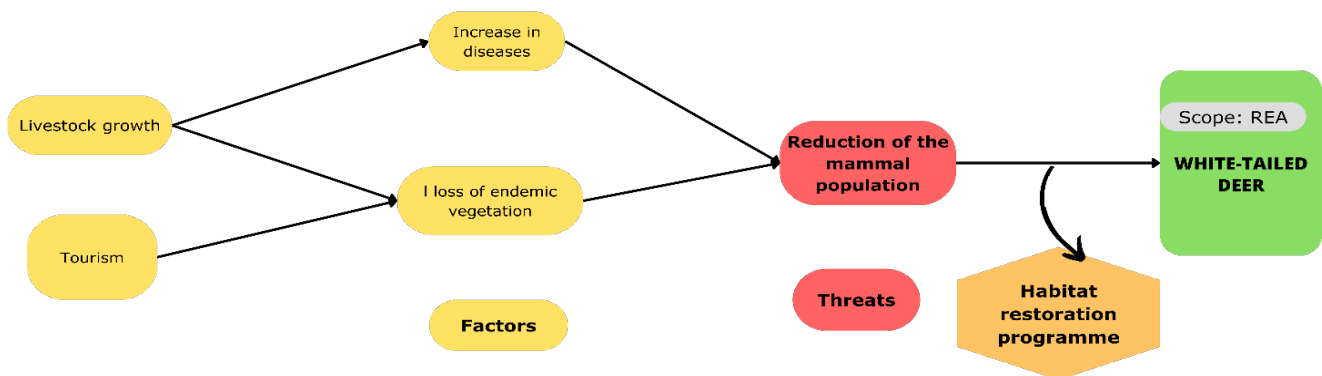 Increase in
diseases
Livestock growth
l loss of endemic
vegetation
Tourism
Factors
Reduction of the
mammal
population
Threats
Scope: REA
WHITE-TAILED
DEER
Habitat
restoration
programme